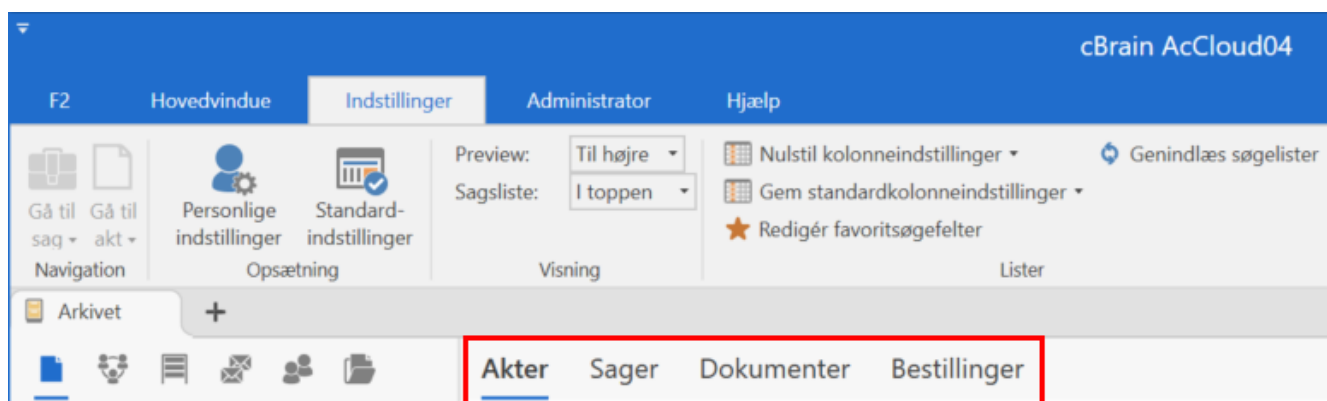 cBrain AcCloud04
F2 Hovedvindue Indstillinger Administrator Hjælp
Gå til sag
Gå til akt
Navigation
Personlige indstillinger
Standard-indstillinger
Opsætning
Preview: Til højre
Sagsliste: I toppen
Visning
Nulstil kolonneindstillinger
Gem standardkolonneindstillinger
Redigér favoritsøgefelter
Genindlæs søgelister
Lister
Arkivet
Akter Sager Dokumenter Bestillinger